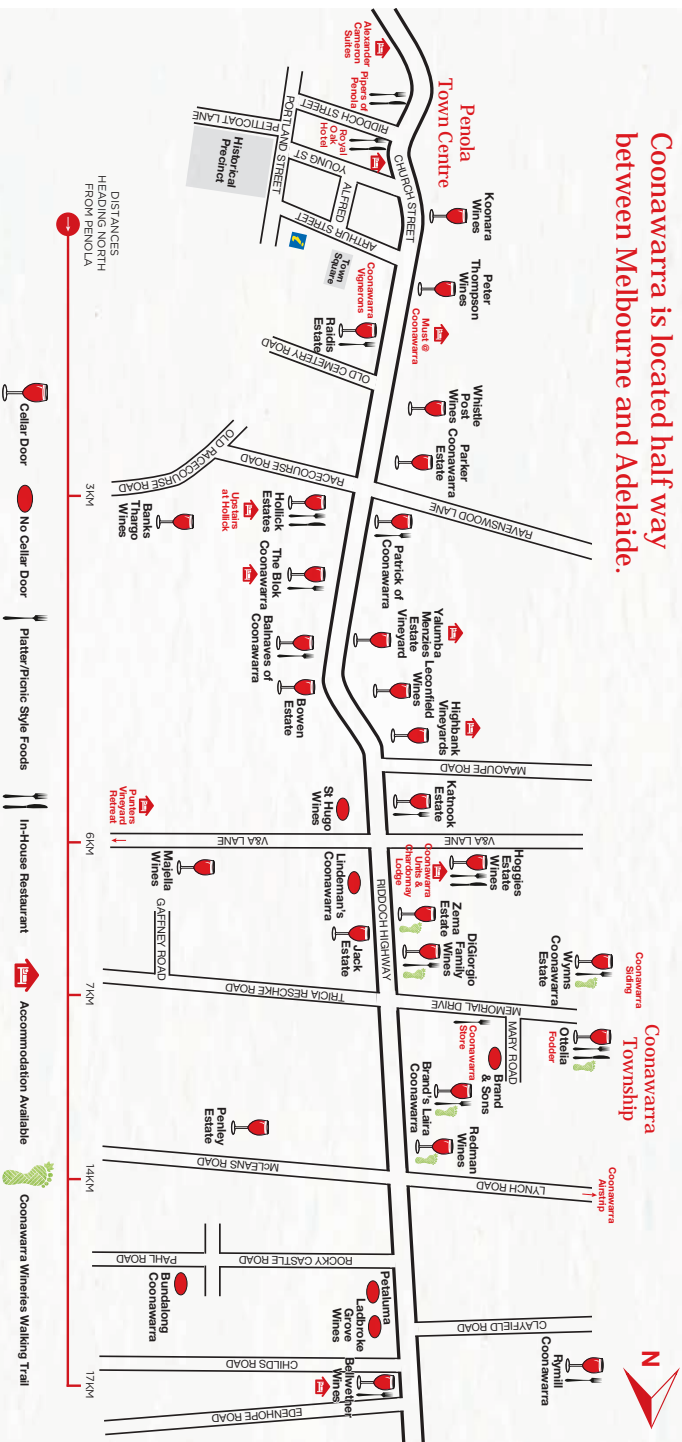 Coonawarra is located half way
between Melbourne and Adelaide.
N
Penola
Town Centre
Coonawarra
Township
Alexander
Cameron
Suites
Pipers of
Penola
RIDDOCH STREET
PORTLAND STREET
PETTICOAT LANE
Royal
Oak
Hotel
YOUNG ST
Historical
Precinct
CHURCH STREET
ALFRED
ARTHUR STREET
i
Town
Square
Koonara
Wines
Peter
Thompson
Wines
Must @
Coonawarra
Coonawarra
Vignerons
Raidis
Estate
OLD CEMETERY ROAD
Whistle
Post
Wines
Parker
Coonawarra
Estate
OLD RACECOURSE ROAD
RACECOURSE ROAD
RAVENSWOOD LANE
Banks
Thargo
Wines
Hollick
Estates
Upstairs
at Hollick
Patrick of
Coonawarra
The Blok
Coonawarra
Balnaves of
Coonawarra
Bowen
Estate
Yalumba
Menzies
Estate
Vineyard
Leconfield
Wines
Highbank
Vineyards
MAAOUPE ROAD
Katnook
Estate
St Hugo
Wines
Punters
Vineyard
Retreat
V&A LANE
V&A LANE
Hoggies
Estate
Wines
Coonawarra
Units &
Chardonnay
Lodge
Majella
Wines
Lindeman's
Coonawarra
RIDDOCH HIGHWAY
Zema
Estate
DiGiorgio
Family
Wines
Jack
Estate
GAFFNEY ROAD
Coonawarra
Siding
Wynns
Coonawarra
Estate
TRICIA RESCHKE ROAD
MEMORIAL DRIVE
MARY ROAD
Ottelia
Fodder
Coonawarra
Store
Brand
& Sons
Brand's Laira
Coonawarra
Redman
Wines
Penley
Estate
McLEANS ROAD
LYNCH ROAD
Coonawarra
Airstrip
PAHL ROAD
ROCKY CASTLE ROAD
Bundalong
Coonawarra
Petaluma
Ladbroke
Grove
Wines
CLAYFIELD ROAD
Rymill
Coonawarra
CHILDS ROAD
Bellwether
Wines
EDENHOPE ROAD
DISTANCES
HEADING NORTH
FROM PENOLA
3KM
6KM
7KM
14KM
17KM
Cellar Door
No Cellar Door
Platter/Picnic Style Foods
In-House Restaurant
Accommodation Available
Coonawarra Wineries Walking Trail